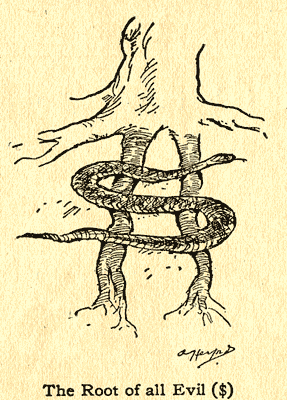 The Root of all Evil ($)